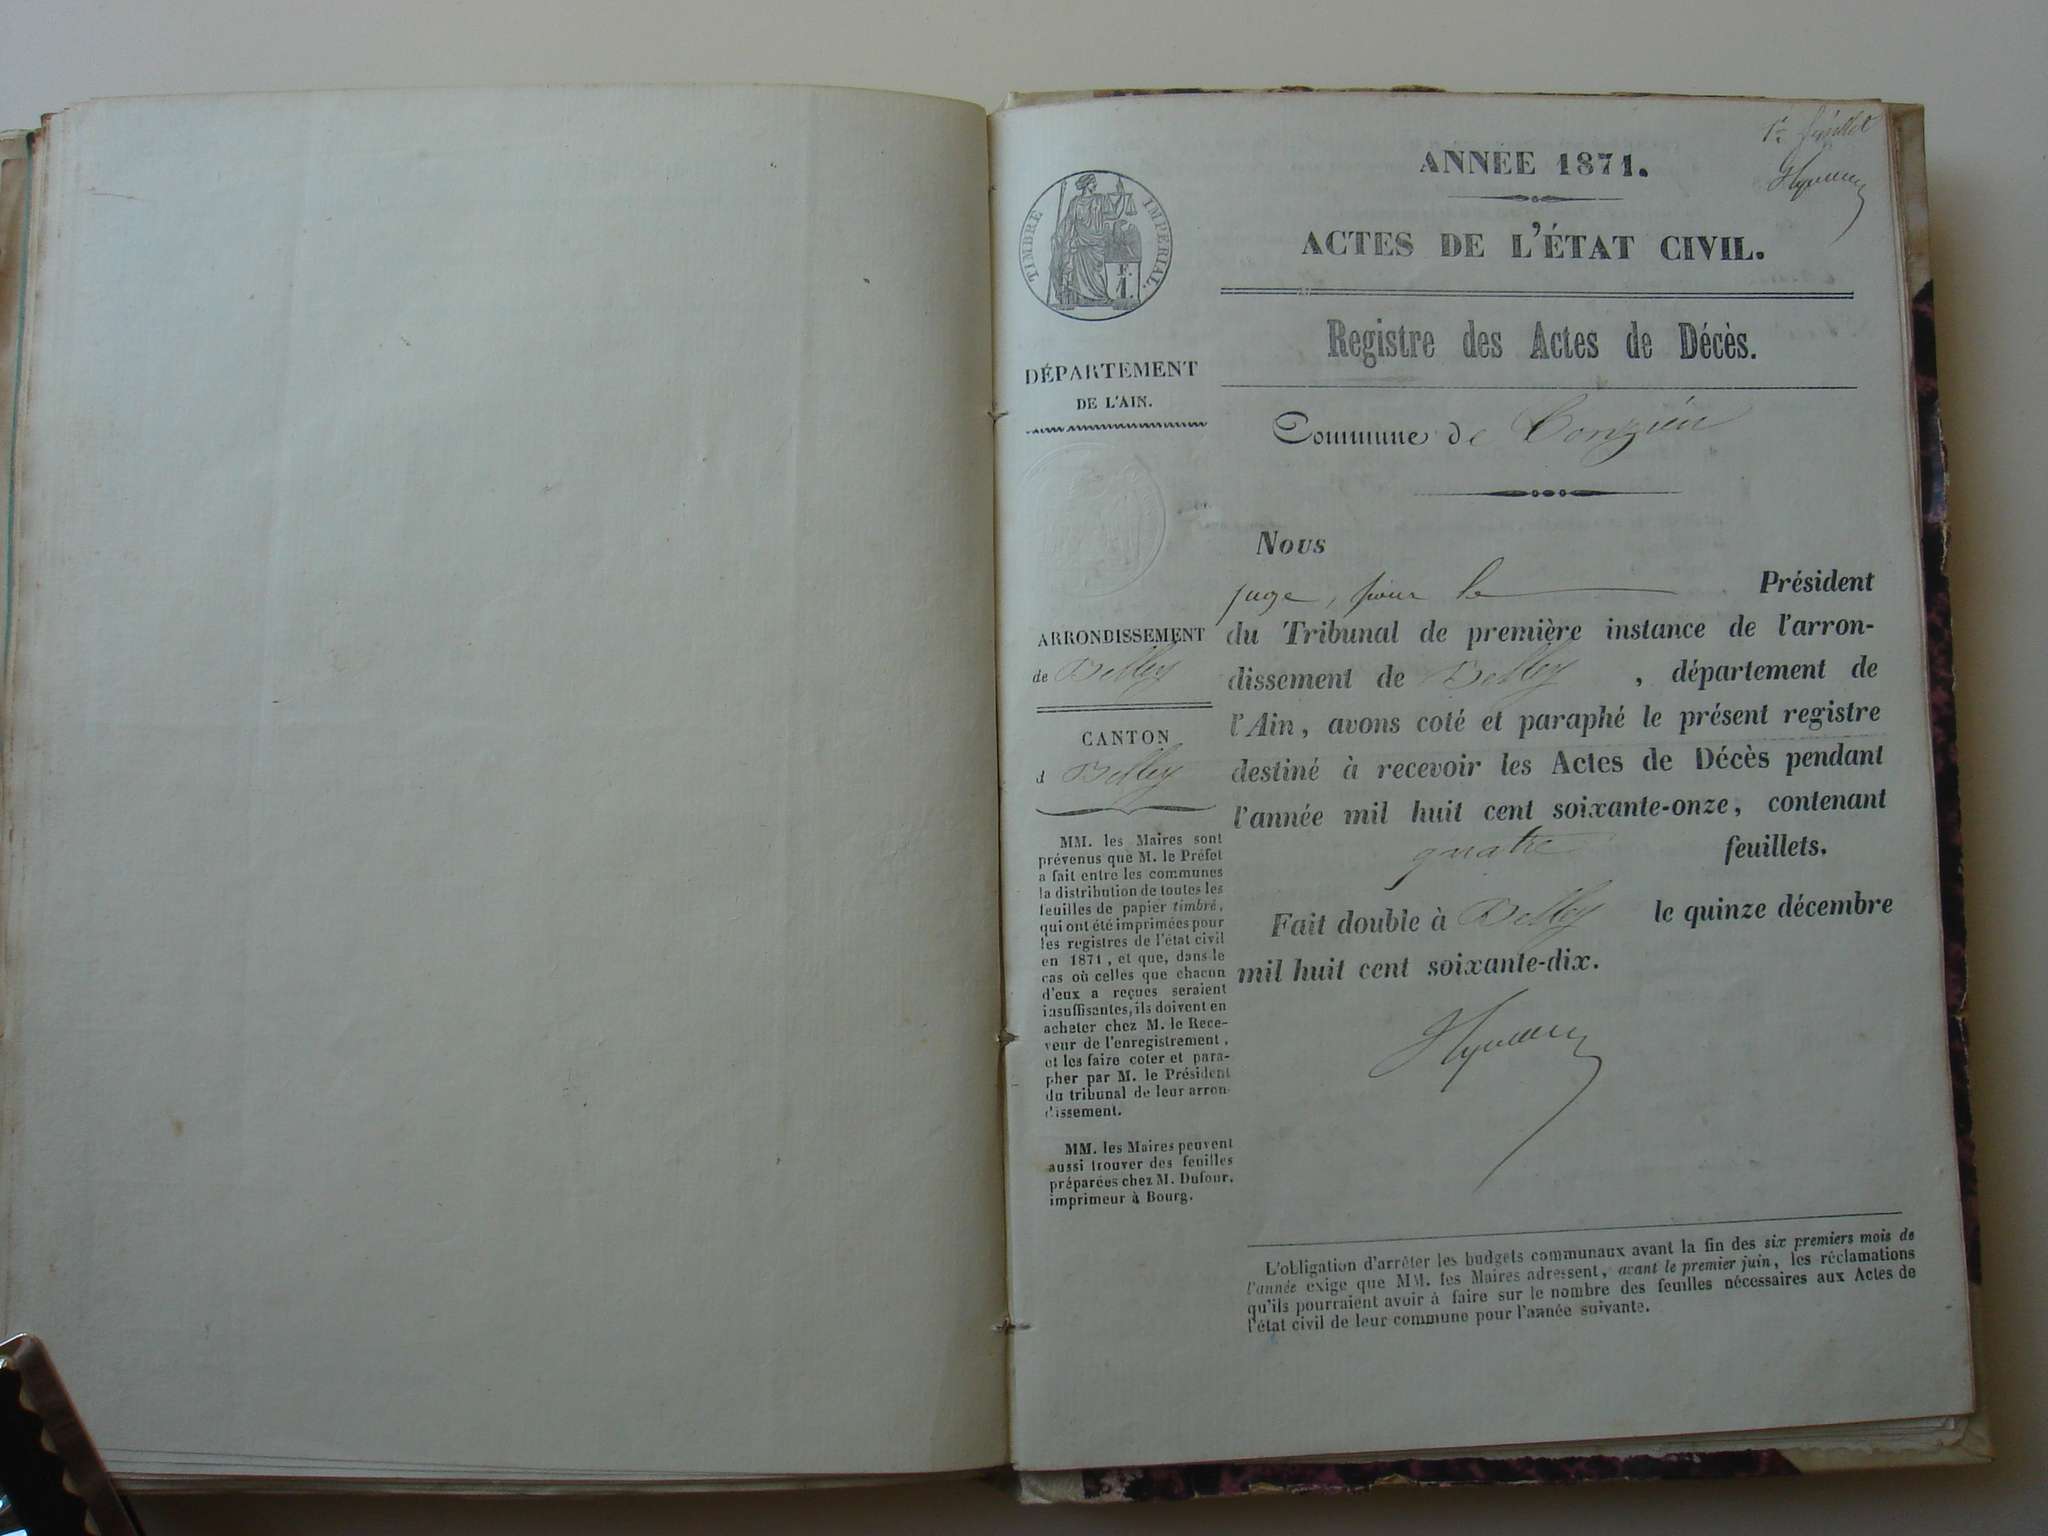 1er feuillet
ANNÉE 1871.
ACTES DE L'ÉTAT CIVIL.
TIMBRE IMPÉRIAL.
F.
1.
Registre des Actes de Décès.
DÉPARTEMENT
DE L'AIN.
Commune de Conzieu
Nous
juge, pour le Président
du Tribunal de première instance de l'arron-
dissement de Belley, département de
l'Ain, avons coté et paraphé le présent registre
destiné à recevoir les Actes de Décès pendant
l'année mil huit cent soixante-onze, contenant
quatre feuillets.
Fait double à Belley le quinze décembre
mil huit cent soixante-dix.
ARRONDISSEMENT
de Belley
CANTON
d Belley
MM. les Maires sont
prévenus que M. le Préfet
a fait entre les communes
la distribution de toutes les
feuilles de papier timbré,
qui ont été imprimées pour
les registres de l'état civil
en 1871, et que, dans le
cas où celles que chacon
d'eux a reçues seraient
insuffisantes, ils doivent en
acheter chez M. le Rece-
veur de l'enregistrement,
et les faire coter et para-
pher par M. le Président
du tribunal de leur arron-
dissement.
MM. les Maires peuvent
aussi trouver des feuilles
préparées chez M. Dufour,
imprimeur à Bourg.
L'obligation d'arrêter les budgets communaux avant la fin des six premiers mois de
l'année exige que MM. les Maires adressent, avant le premier juin, les réclamations
qu'ils pourraient avoir à faire sur le nombre des feuilles nécessaires aux Actes de
l'état civil de leur commune pour l'année suivante.